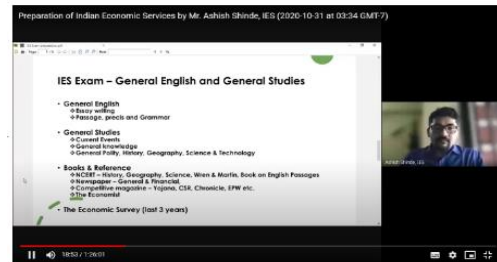 Preparation of Indian Economic Services by Mr. Ashish Shinde, IES (2020-10-31 at 03:34 GMT-7)
IES Exam – General English and General Studies
• General English
Essay writing
Passage, precis and Grammar
• General Studies
Current Events
General knowledge
General Polity, History, Geography, Science & Technology
• Books & Reference
NCERT – History, Geography, Science, Wren & Martin, Book on English Passages
Newspaper – General & Financial.
Competitive magazine – Yojana, CSR, Chronicle, EPW etc.
The Economist
• The Economic Survey (last 3 years)
Ashish Shinde, IES
18:53 / 1:26:01